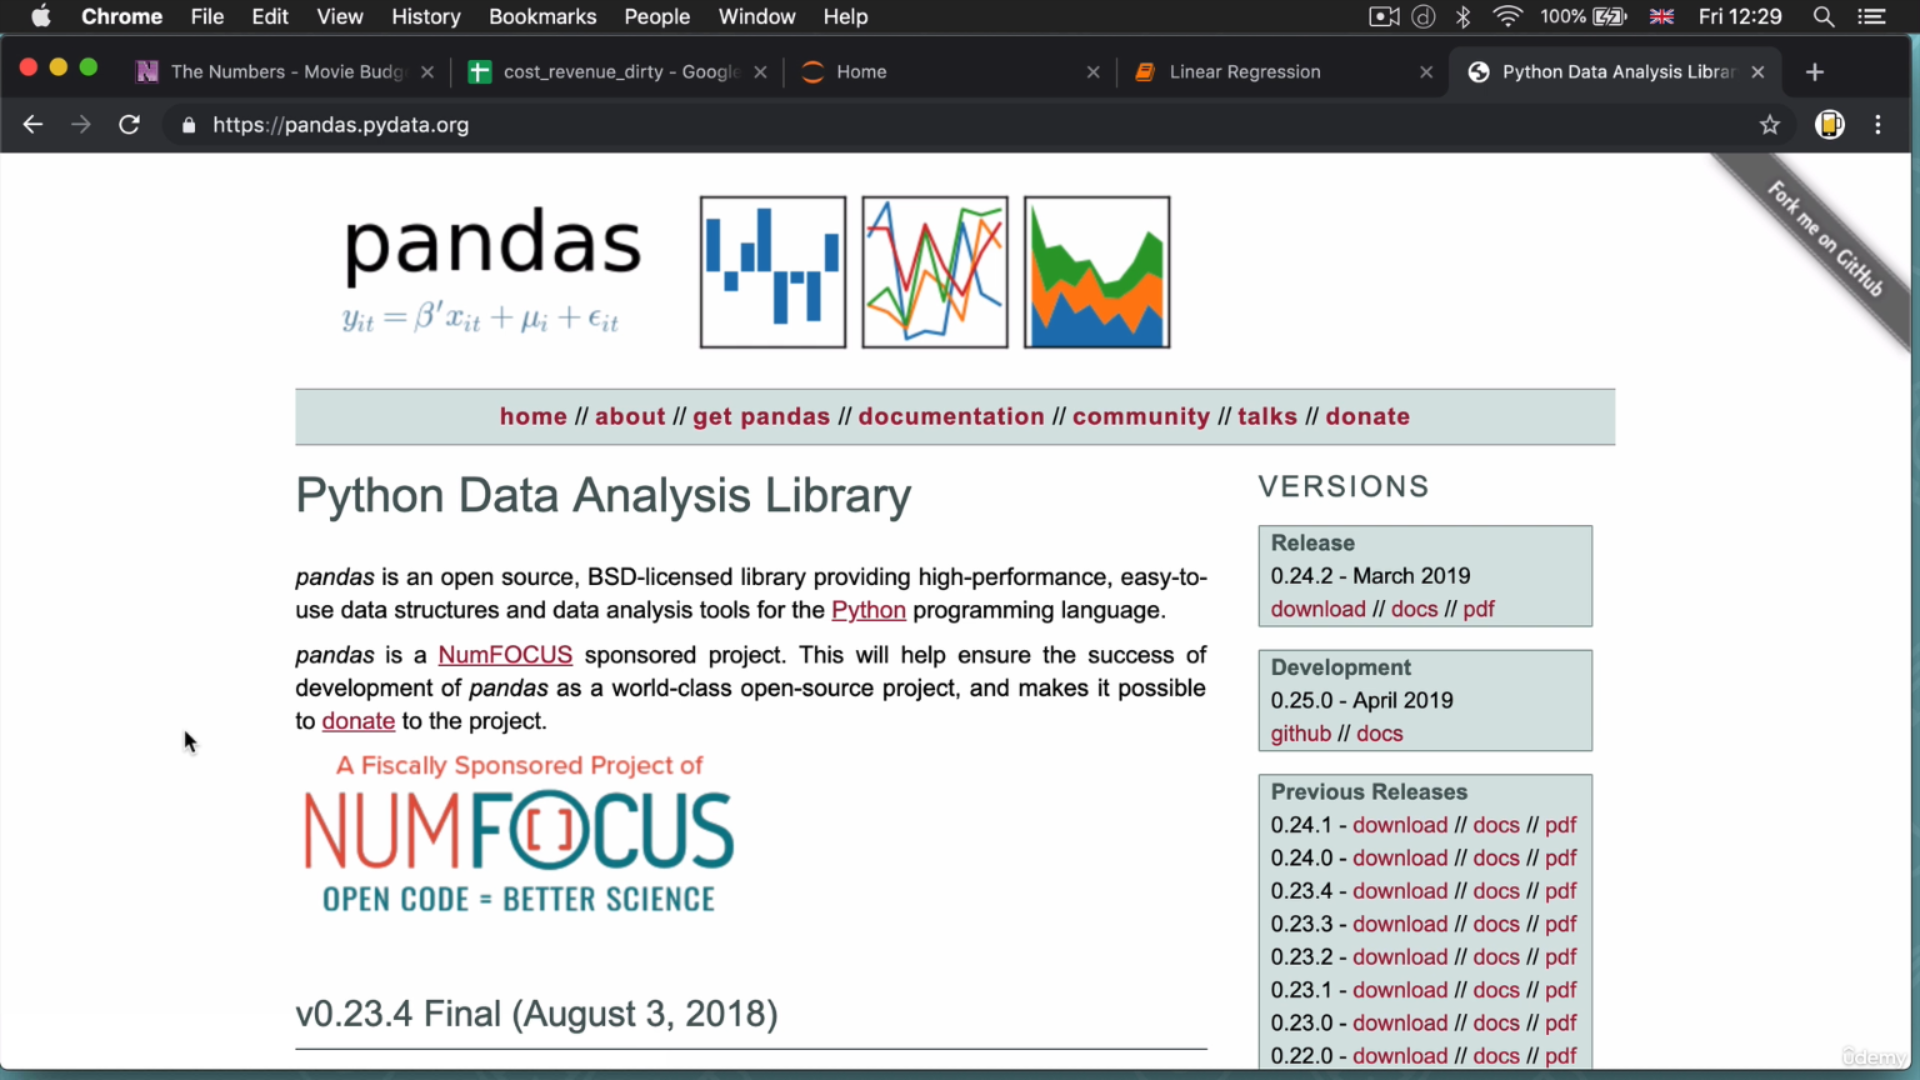 Chrome File Edit View History Bookmarks People Window Help 100% Fri 12:29
The Numbers - Movie Budg cost_revenue_dirty - Google Home Linear Regression Python Data Analysis Librar
https://pandas.pydata.org
Fork me on GitHub
pandas
y_{it} = β'x_{it} + μ_i + ϵ_{it}
home // about // get pandas // documentation // community // talks // donate
Python Data Analysis Library
pandas is an open source, BSD-licensed library providing high-performance, easy-to-
use data structures and data analysis tools for the Python programming language.
pandas is a NumFOCUS sponsored project. This will help ensure the success of
development of pandas as a world-class open-source project, and makes it possible
to donate to the project.
A Fiscally Sponsored Project of
NUMFOCUS
OPEN CODE = BETTER SCIENCE
v0.23.4 Final (August 3, 2018)
VERSIONS
Release
0.24.2 - March 2019
download // docs // pdf
Development
0.25.0 - April 2019
github // docs
Previous Releases
0.24.1 - download // docs // pdf
0.24.0 - download // docs // pdf
0.23.4 - download // docs // pdf
0.23.3 - download // docs // pdf
0.23.2 - download // docs // pdf
0.23.1 - download // docs // pdf
0.23.0 - download // docs // pdf
0.22.0 - download // docs // pdf
ûdemy